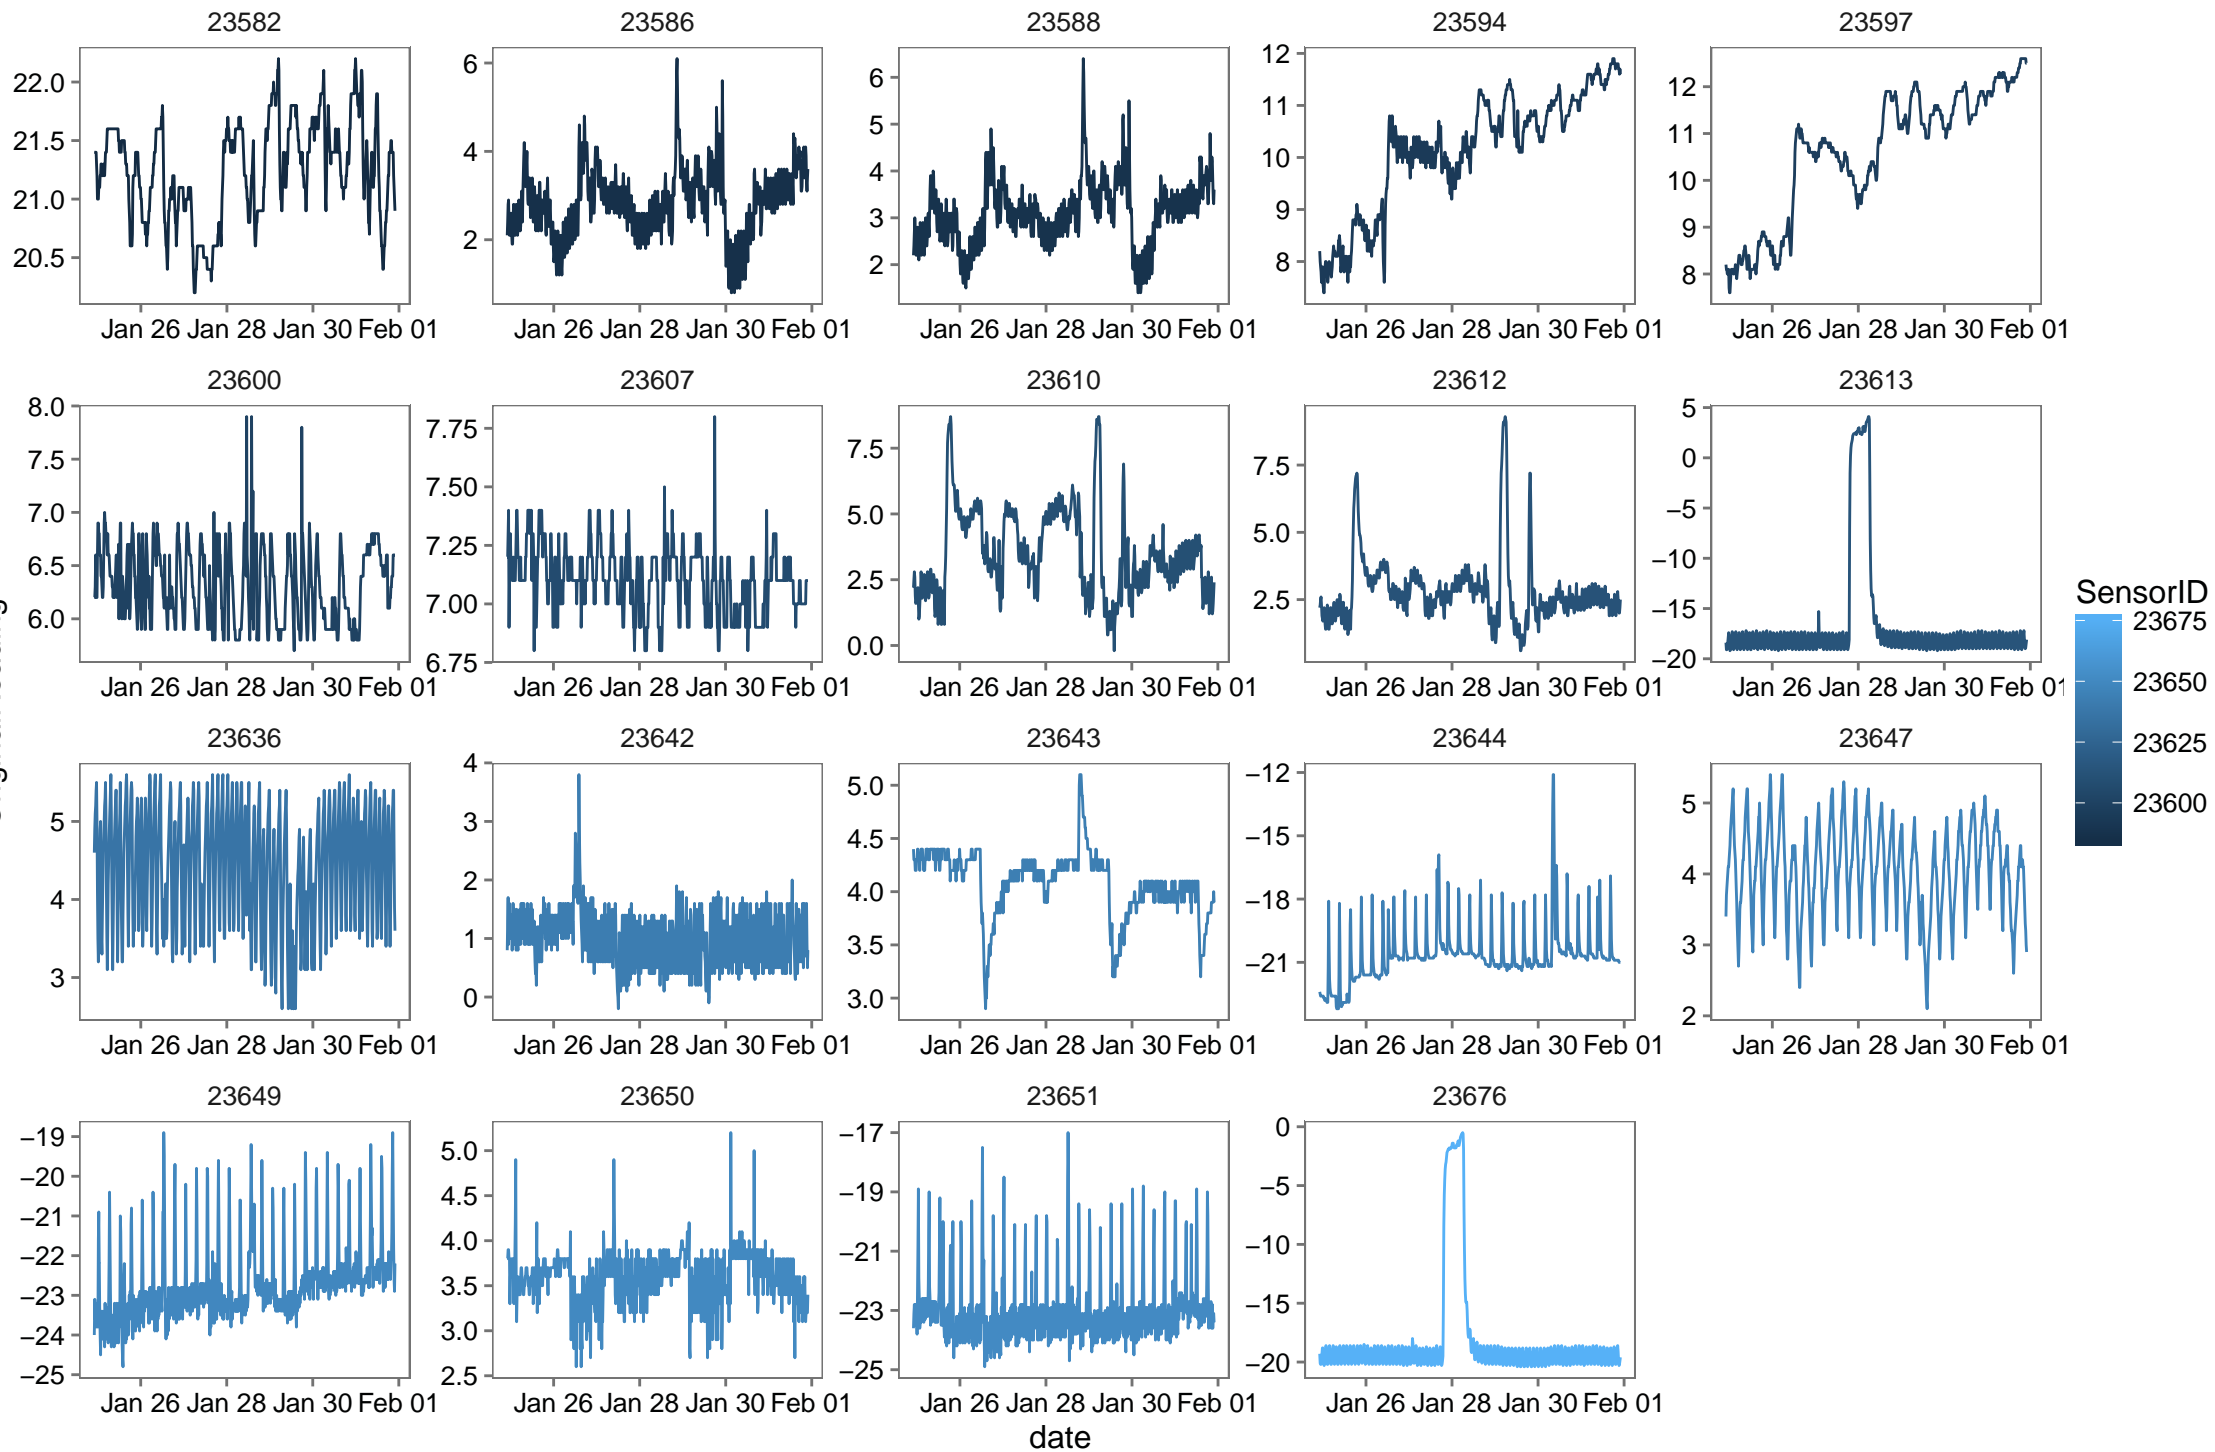 23582 23586 23588 23594 23597
22.0 21.5 21.0 20.5
6 4 2
6 5 4 3 2
12 11 10 9 8
12 11 10 9 8
Jan 26 Jan 28 Jan 30 Feb 01 Jan 26 Jan 28 Jan 30 Feb 01 Jan 26 Jan 28 Jan 30 Feb 01 Jan 26 Jan 28 Jan 30 Feb 01 Jan 26 Jan 28 Jan 30 Feb 01
23600 23607 23610 23612 23613
8.0 7.5 7.0 6.5 6.0
7.75 7.50 7.25 7.00 6.75
7.5 5.0 2.5 0.0
7.5 5.0 2.5
5 0 −5 −10 −15 −20
Jan 26 Jan 28 Jan 30 Feb 01 Jan 26 Jan 28 Jan 30 Feb 01 Jan 26 Jan 28 Jan 30 Feb 01 Jan 26 Jan 28 Jan 30 Feb 01 Jan 26 Jan 28 Jan 30 Feb 01
23636 23642 23643 23644 23647
5 4 3
4 3 2 1 0
5.0 4.5 4.0 3.5 3.0
−12 −15 −18 −21
5 4 3 2
Jan 26 Jan 28 Jan 30 Feb 01 Jan 26 Jan 28 Jan 30 Feb 01 Jan 26 Jan 28 Jan 30 Feb 01 Jan 26 Jan 28 Jan 30 Feb 01 Jan 26 Jan 28 Jan 30 Feb 01
23649 23650 23651 23676
−19 −20 −21 −22 −23 −24 −25
5.0 4.5 4.0 3.5 3.0 2.5
−17 −19 −21 −23 −25
0 −5 −10 −15 −20
Jan 26 Jan 28 Jan 30 Feb 01 Jan 26 Jan 28 Jan 30 Feb 01 Jan 26 Jan 28 Jan 30 Feb 01 Jan 26 Jan 28 Jan 30 Feb 01
date
SensorID
23675
23650
23625
23600